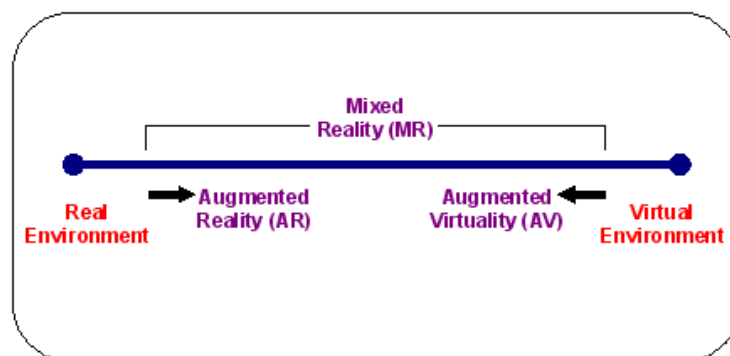 Mixed
Reality (MR)
Real
Environment
Augmented
Reality (AR)
Augmented
Virtuality (AV)
Virtual
Environment